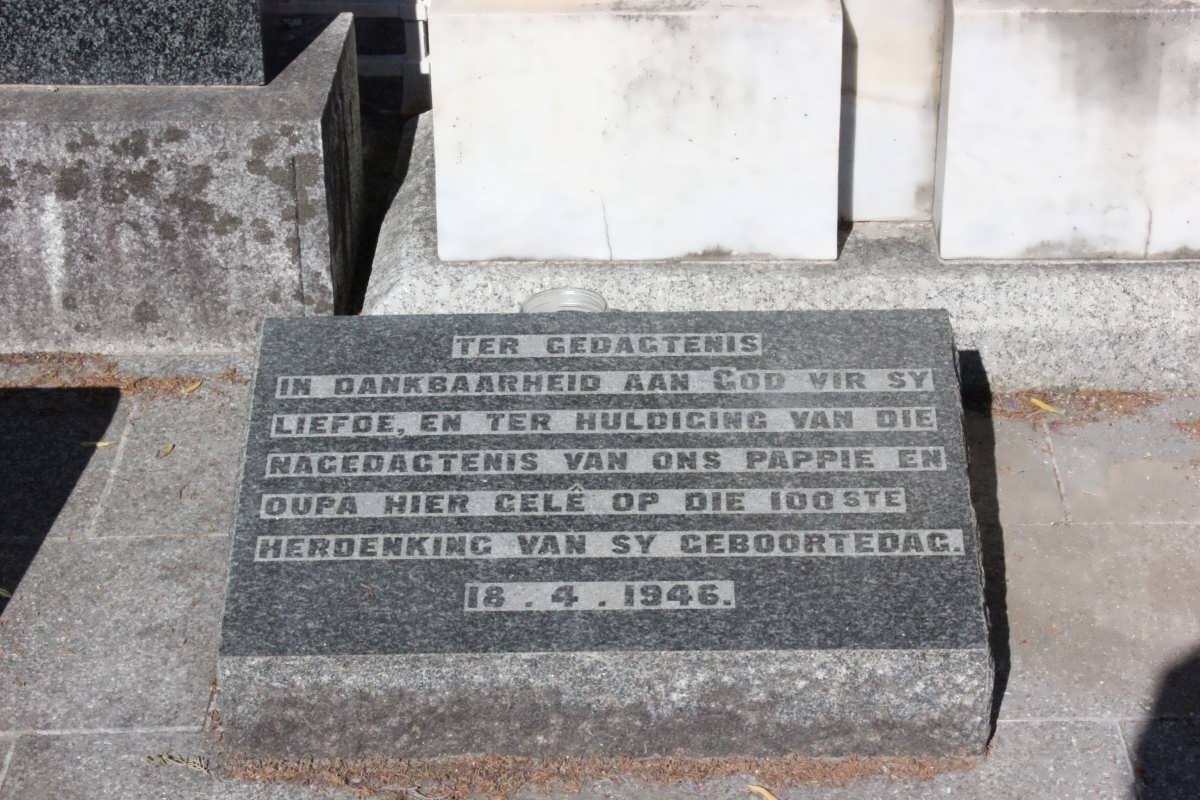 TER GEDAGTENIS
IN DANKBAARHEID AAN GOD VIR SY
LIEFDE, EN TER HULDIGING VAN DIE
NAGEDAGTENIS VAN ONS PAPPIE EN
OUPA HIER GELÊ OP DIE 100STE
HERDENKING VAN SY GEBOORTEDAG.
18.4.1946.